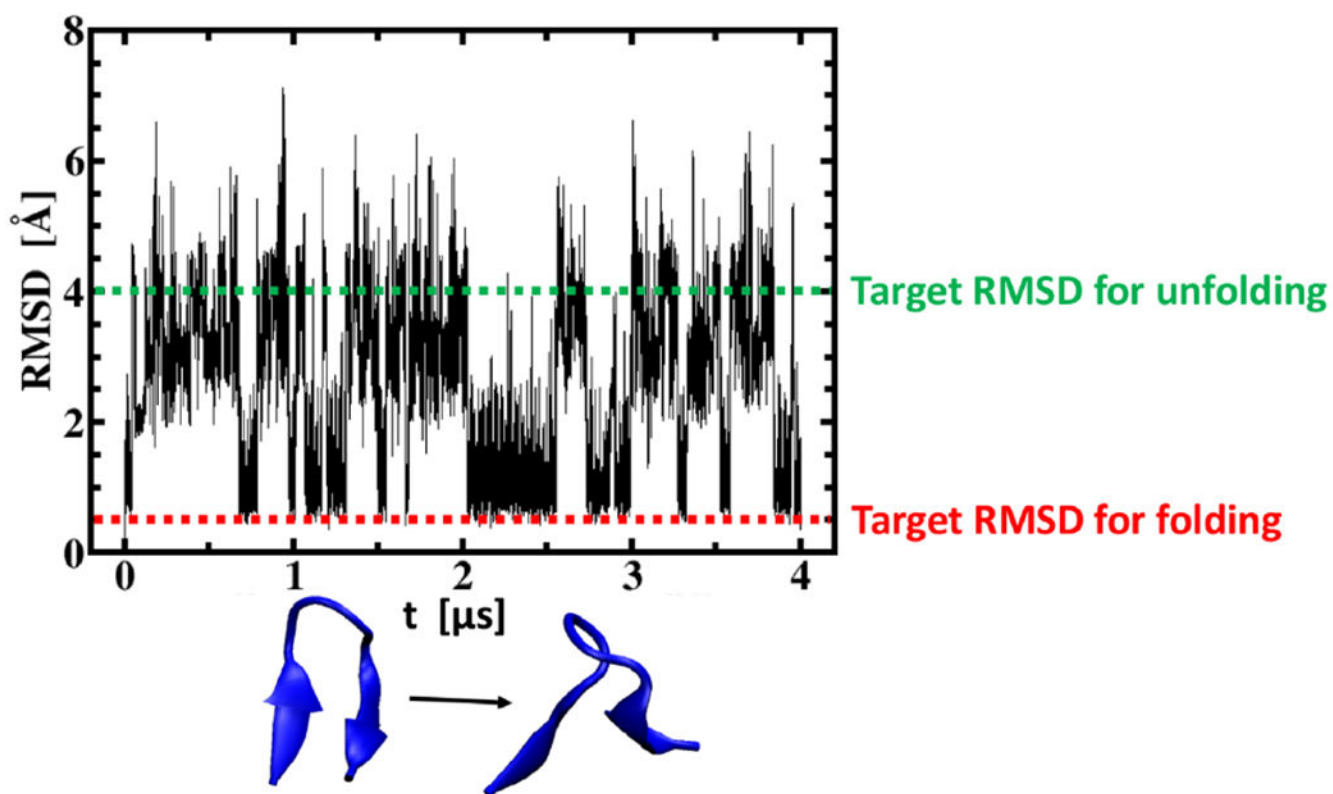 8
6
4
2
0
RMSD [Å]
Target RMSD for unfolding
Target RMSD for folding
0 1 2 3 4
t [µs]